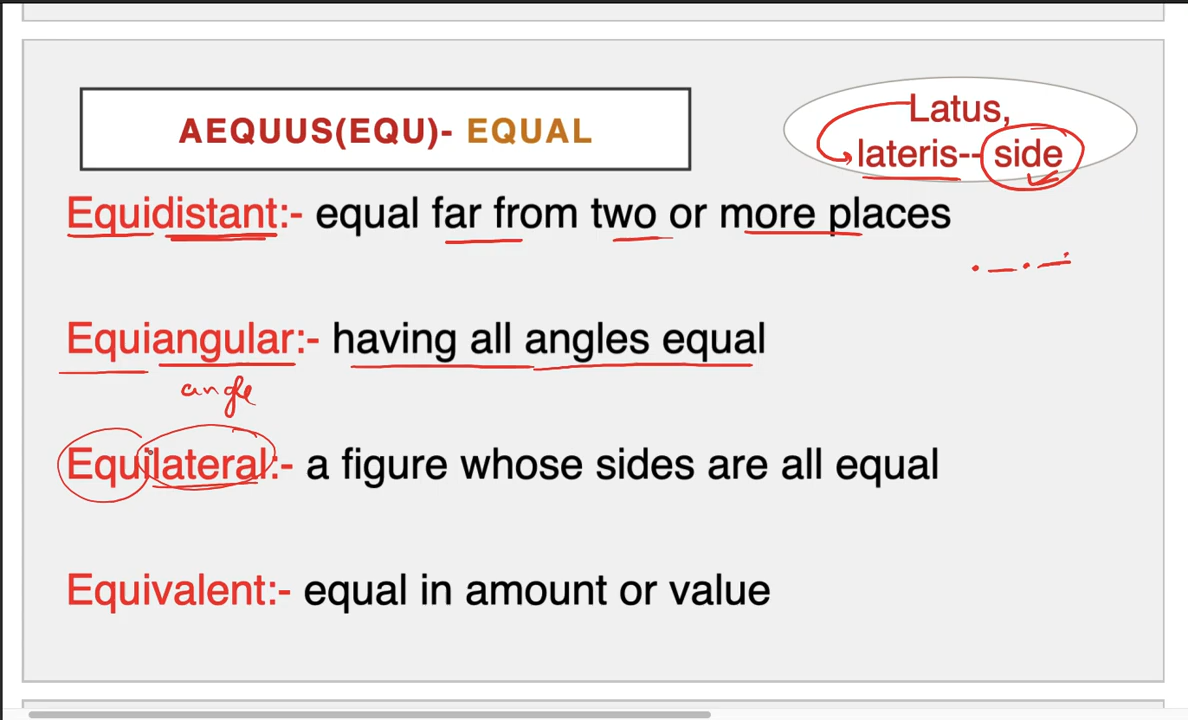 AEQUUS(EQU)- EQUAL
Latus,
lateris--side
Equidistant:- equal far from two or more places
Equiangular:- having all angles equal
angle
Equilateral:- a figure whose sides are all equal
Equivalent:- equal in amount or value